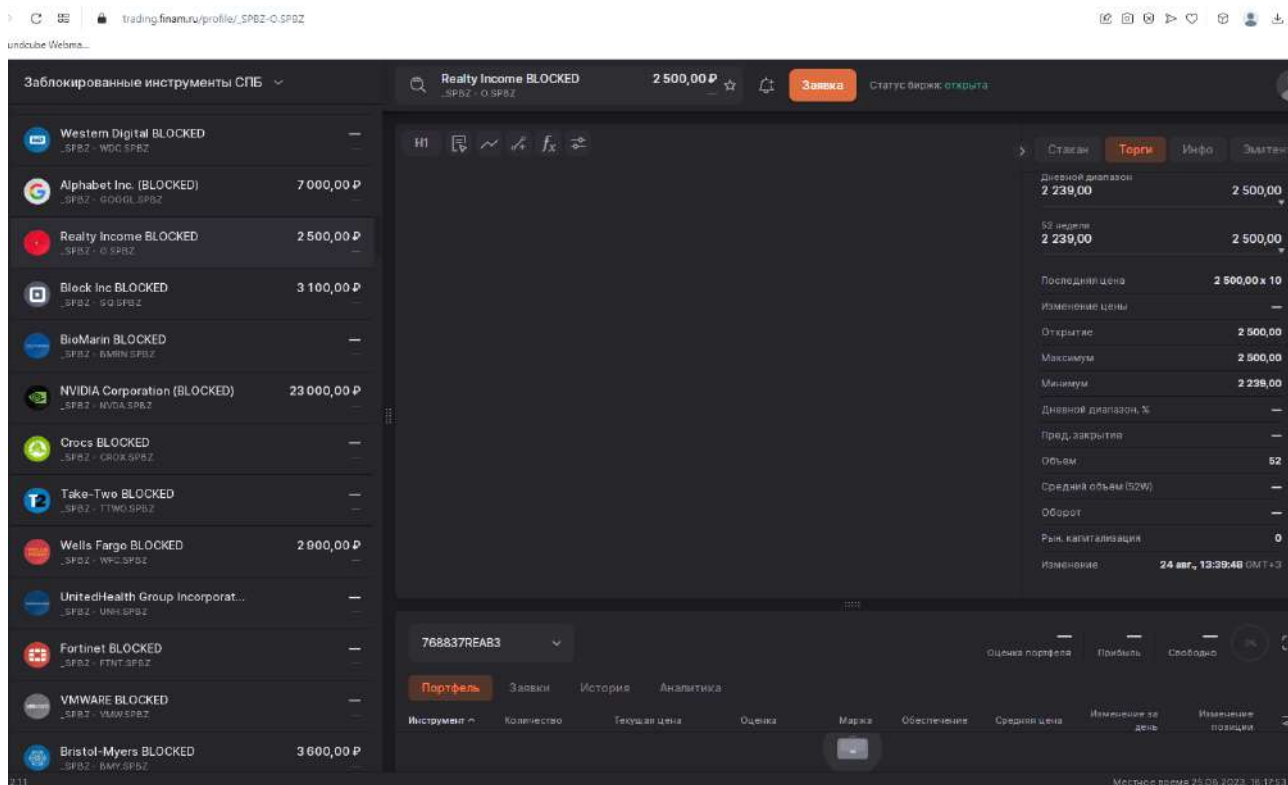 trading.finam.ru/profile/_SPBZ-O.SPBZ
undcube Webma...
Заблокированные инструменты СПБ
Realty Income BLOCKED 2 500,00 ₽
_SPBZ - O.SPBZ —
Заявка
Статус биржи: открыта
Western Digital BLOCKED —
_SPBZ - WDC.SPBZ —
Alphabet Inc. (BLOCKED) 7 000,00 ₽
_SPBZ - GOOGL.SPBZ —
Realty Income BLOCKED 2 500,00 ₽
_SPBZ - O.SPBZ —
Block Inc BLOCKED 3 100,00 ₽
_SPBZ - SQ.SPBZ —
BioMarin BLOCKED —
_SPBZ - BMRN.SPBZ —
NVIDIA Corporation (BLOCKED) 23 000,00 ₽
_SPBZ - NVDA.SPBZ —
Crocs BLOCKED —
_SPBZ - CROX.SPBZ —
Take-Two BLOCKED —
_SPBZ - TTWO.SPBZ —
Wells Fargo BLOCKED 2 900,00 ₽
_SPBZ - WFC.SPBZ —
UnitedHealth Group Incorporat... —
_SPBZ - UNH.SPBZ —
Fortinet BLOCKED —
_SPBZ - FTNT.SPBZ —
VMWARE BLOCKED —
_SPBZ - VMW.SPBZ —
Bristol-Myers BLOCKED 3 600,00 ₽
_SPBZ - BMY.SPBZ —
2.11
H1 fx
Стакан Торги Инфо Эмитен
Дневной диапазон
2 239,00 2 500,00
52 недели
2 239,00 2 500,00
Последняя цена 2 500,00 x 10
Изменение цены —
Открытие 2 500,00
Максимум 2 500,00
Минимум 2 239,00
Дневной диапазон, % —
Пред. закрытие —
Объем 52
Средний объём (52W) —
Оборот —
Рын. капитализация 0
Изменение 24 авг., 13:39:48 GMT+3
768837REAB3
— — —
Оценка портфеля Прибыль Свободно
Портфель Заявки История Аналитика
Инструмент Количество Текущая цена Оценка Маржа Обеспечение Средняя цена Изменение за день Изменение позиции
Местное время